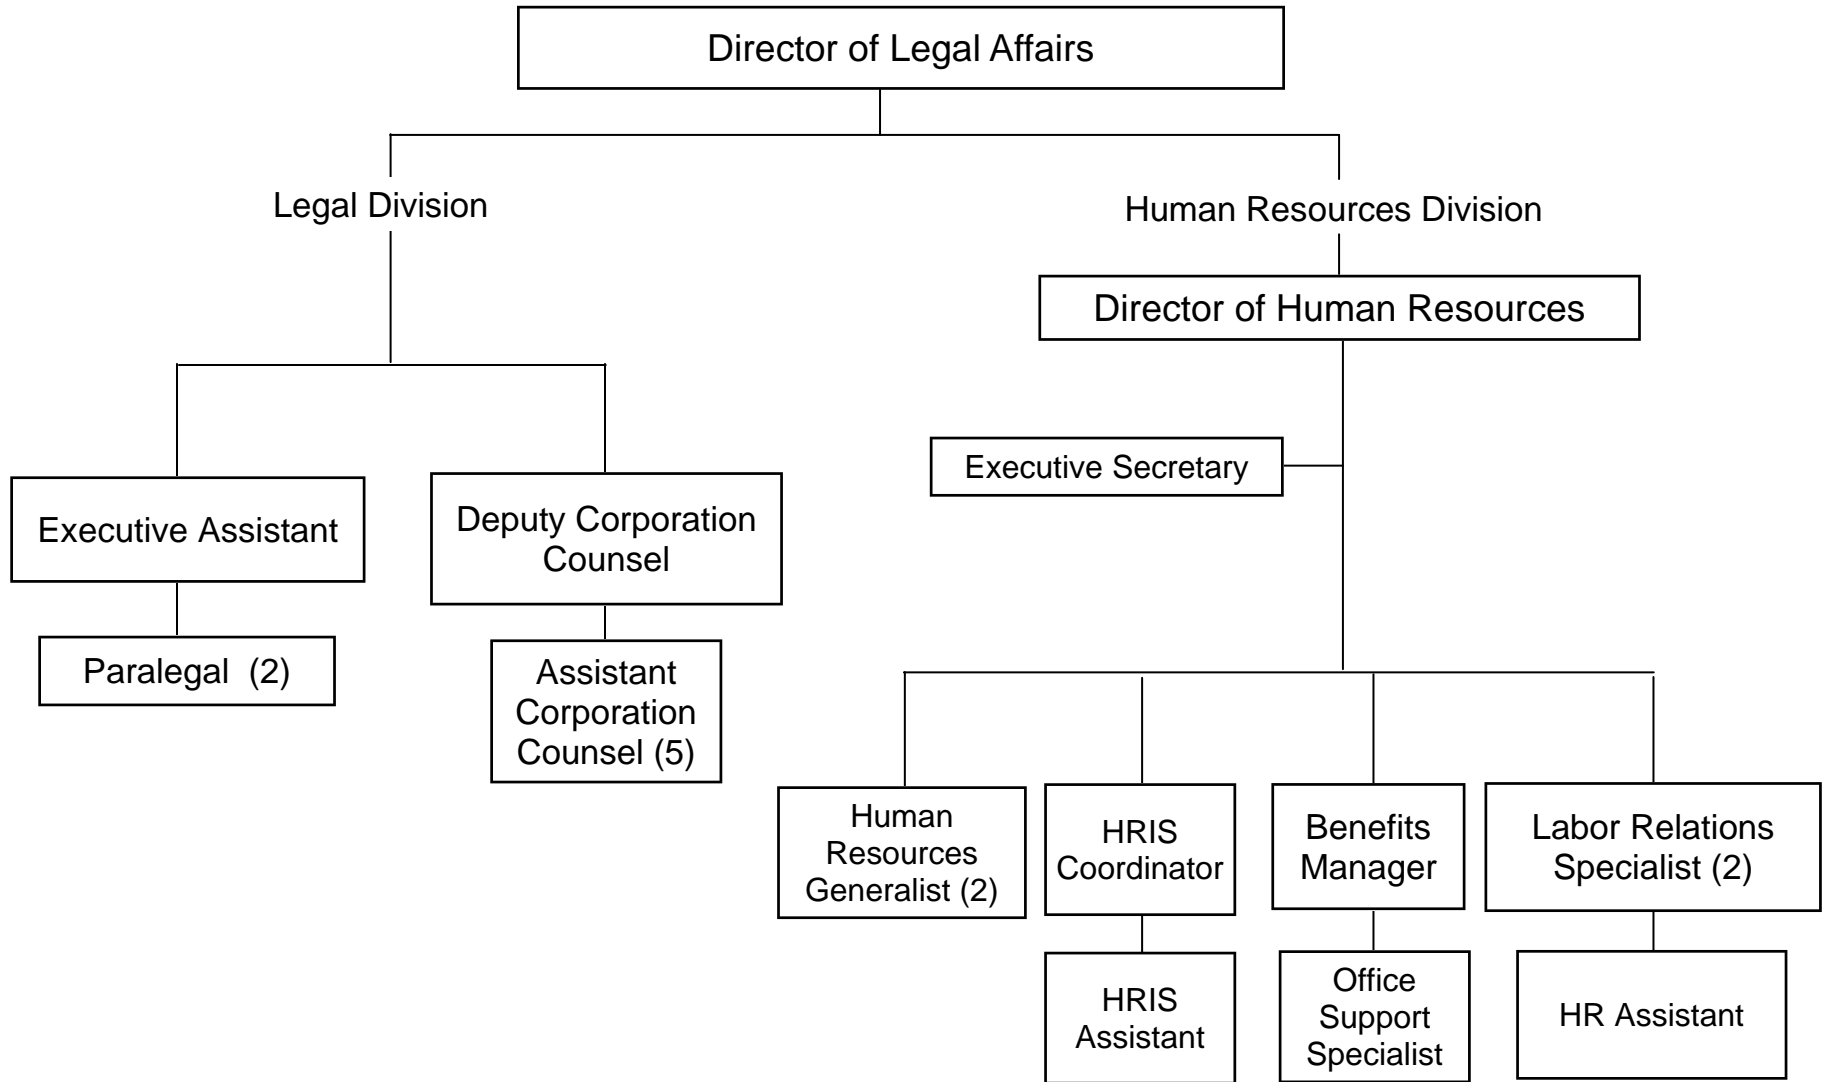 Director of Legal Affairs
Legal Division
Human Resources Division
Director of Human Resources
Executive Secretary
Executive Assistant
Deputy Corporation
Counsel
Paralegal  (2)
Assistant
Corporation
Counsel (5)
Human
Resources
Generalist (2)
HRIS
Coordinator
Benefits
Manager
Labor Relations
Specialist (2)
HRIS
Assistant
Office
Support
Specialist
HR Assistant